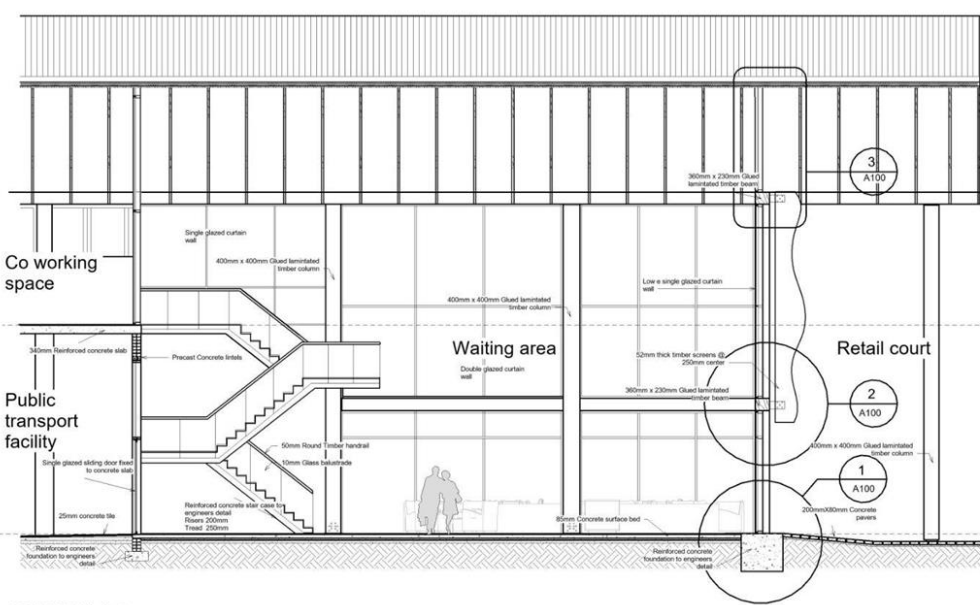 3
A100
360mm x 230mm Glued
lamintated timber beam
Single glazed curtain
wall
Co working
space
400mm x 400mm Glued lamintated
timber column
Low e single glazed curtain
wall
400mm x 400mm Glued lamintated
timber column
340mm Reinforced concrete slab
Precast Concrete lintels
Waiting area
Double glazed curtain
wall
52mm thick timber screens @
250mm center
Retail court
360mm x 230mm Glued lamintated
timber beam
2
A100
Public
transport
facility
50mm Round Timber handrail
10mm Glass balustrade
400mm x 400mm Glued lamintated
timber column
Single glazed sliding door fixed
to concrete slab
1
A100
Reinforced concrete stair case to
engineers detail
Risers 200mm
Tread 250mm
25mm concrete tile
85mm Concrete surface bed
200mmX80mm Concrete
pavers
Reinforced concrete
foundation to engineers
detail
Reinforced concrete
foundation to engineers
detail